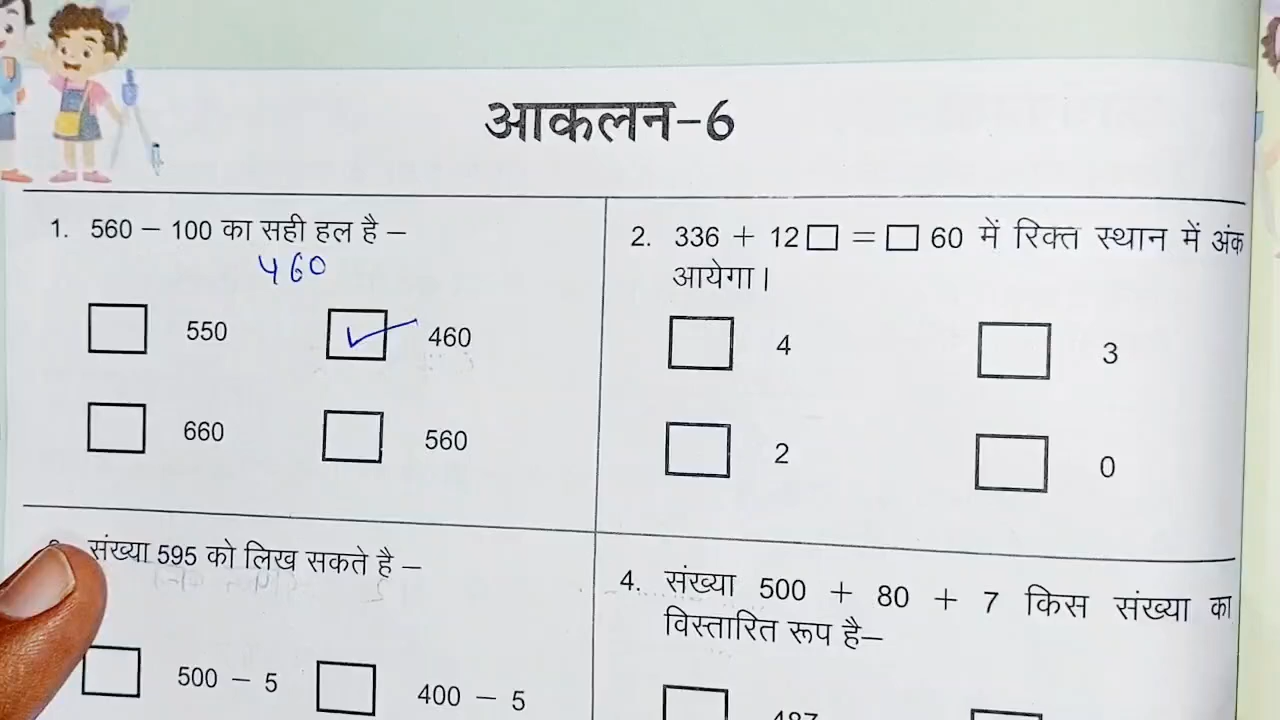 आकलन-6
1. 560 – 100 का सही हल है –
460
550
460
660
560
2. 336 + 12 □ = □ 60 में रिक्त स्थान में अंक
आयेगा।
4
3
2
0
संख्या 595 को लिख सकते है –
500 – 5
400 – 5
4. संख्या 500 + 80 + 7 किस संख्या का
विस्तारित रूप है–